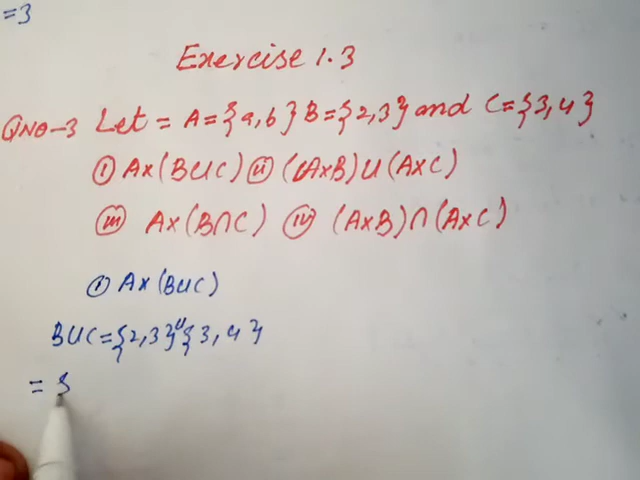 =3
Exercise 1.3
QNO-3 Let = A={a,b} B={2,3} and C={3,4}
(i) A×(B∪C) (ii) (A×B)∪(A×C)
(iii) A×(B∩C) (iv) (A×B)∩(A×C)
(i) A×(B∪C)
B∪C={2,3}∪{3,4}
= {